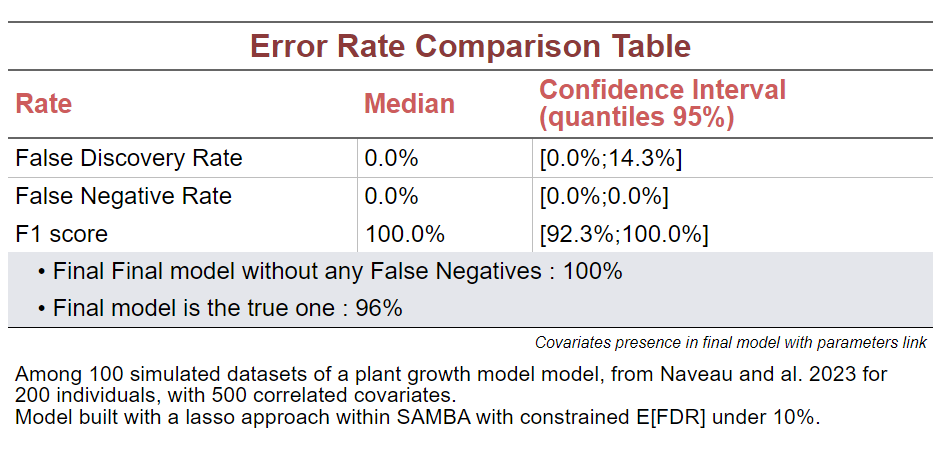 Error Rate Comparison Table
Rate Median Confidence Interval
(quantiles 95%)
False Discovery Rate 0.0% [0.0%;14.3%]
False Negative Rate 0.0% [0.0%;0.0%]
F1 score 100.0% [92.3%;100.0%]
• Final Final model without any False Negatives : 100%
• Final model is the true one : 96%
Covariates presence in final model with parameters link
Among 100 simulated datasets of a plant growth model model, from Naveau and al. 2023 for
200 individuals, with 500 correlated covariates.
Model built with a lasso approach within SAMBA with constrained E[FDR] under 10%.